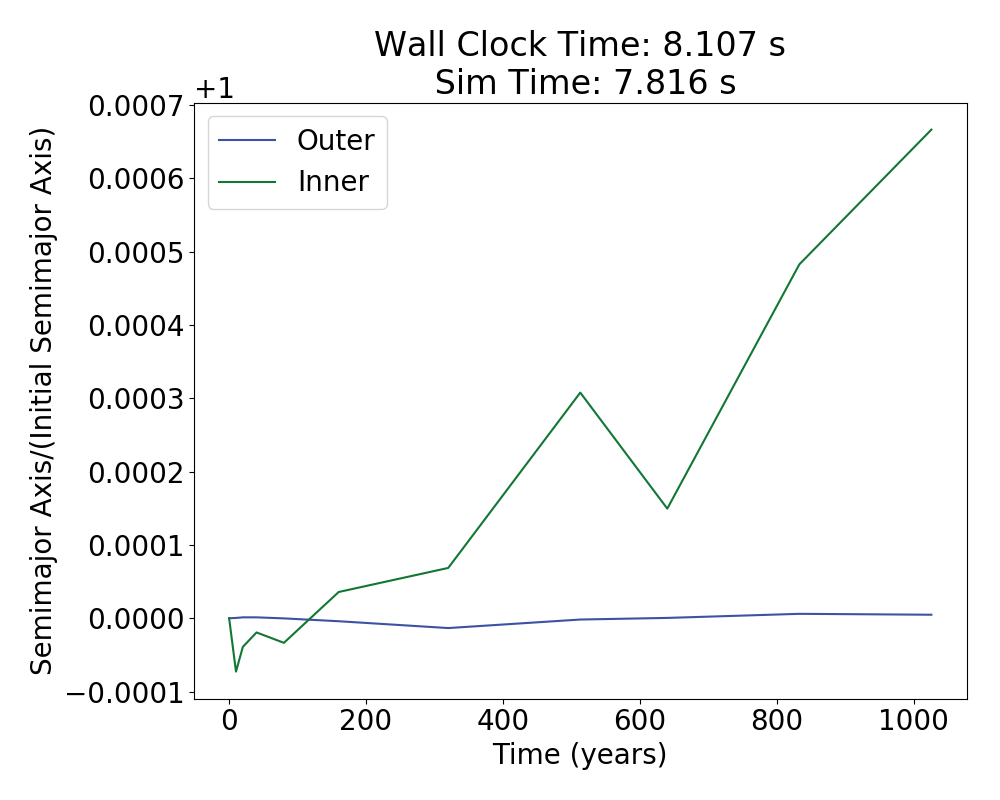 Wall Clock Time: 8.107 s
Sim Time: 7.816 s
+1
0.0007
0.0006
0.0005
0.0004
0.0003
0.0002
0.0001
0.0000
−0.0001
Semimajor Axis/(Initial Semimajor Axis)
Outer
Inner
0
200
400
600
800
1000
Time (years)